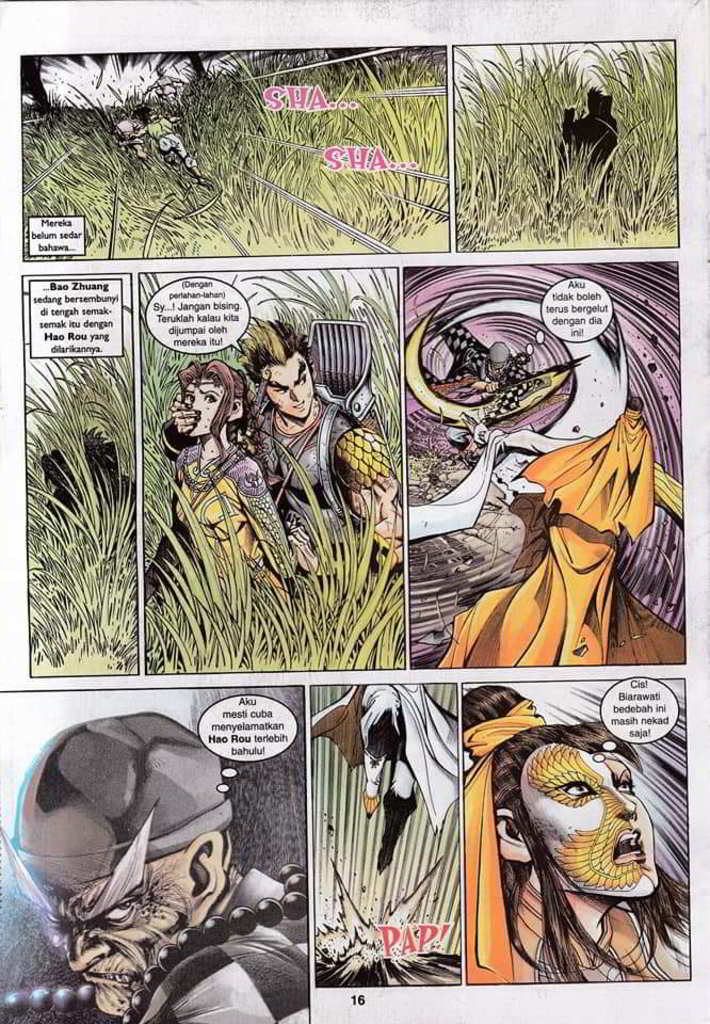 SHA...
SHA...
Mereka
belum sedar
bahawa...
...Bao Zhuang
sedang bersembunyi
di tengah semak-
semak itu dengan
Hao Rou yang
dilarikannya.
(Dengan
perlahan-lahan)
Sy...! Jangan bising.
Teruklah kalau kita
dijumpai oleh
mereka itu!
Aku
tidak boleh
terus bergelut
dengan dia
ini!
Aku
mesti cuba
menyelamatkan
Hao Rou terlebih
bahulu!
PAP!
Cis!
Biarawati
bedebah ini
masih nekad
saja!
16